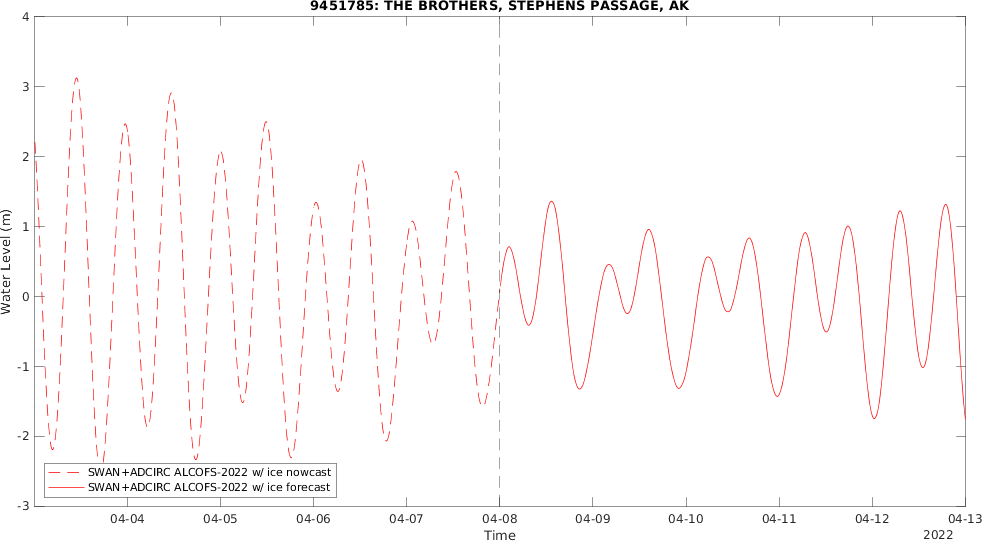 9451785: THE BROTHERS, STEPHENS PASSAGE, AK
4
3
2
1
0
-1
-2
-3
Water Level (m)
SWAN+ADCIRC ALCOFS-2022 w/ ice nowcast
SWAN+ADCIRC ALCOFS-2022 w/ ice forecast
04-04 04-05 04-06 04-07 04-08 04-09 04-10 04-11 04-12 04-13
Time
2022